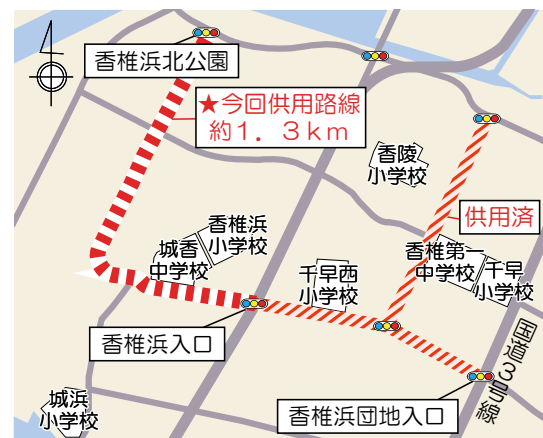 香椎浜北公園
★今回供用路線
約1.3km
香陵
小学校
供用済
香椎浜
小学校
城香
中学校
香椎第一
中学校
千早
小学校
千早西
小学校
香椎浜入口
国道3号線
城浜
小学校
香椎浜団地入口